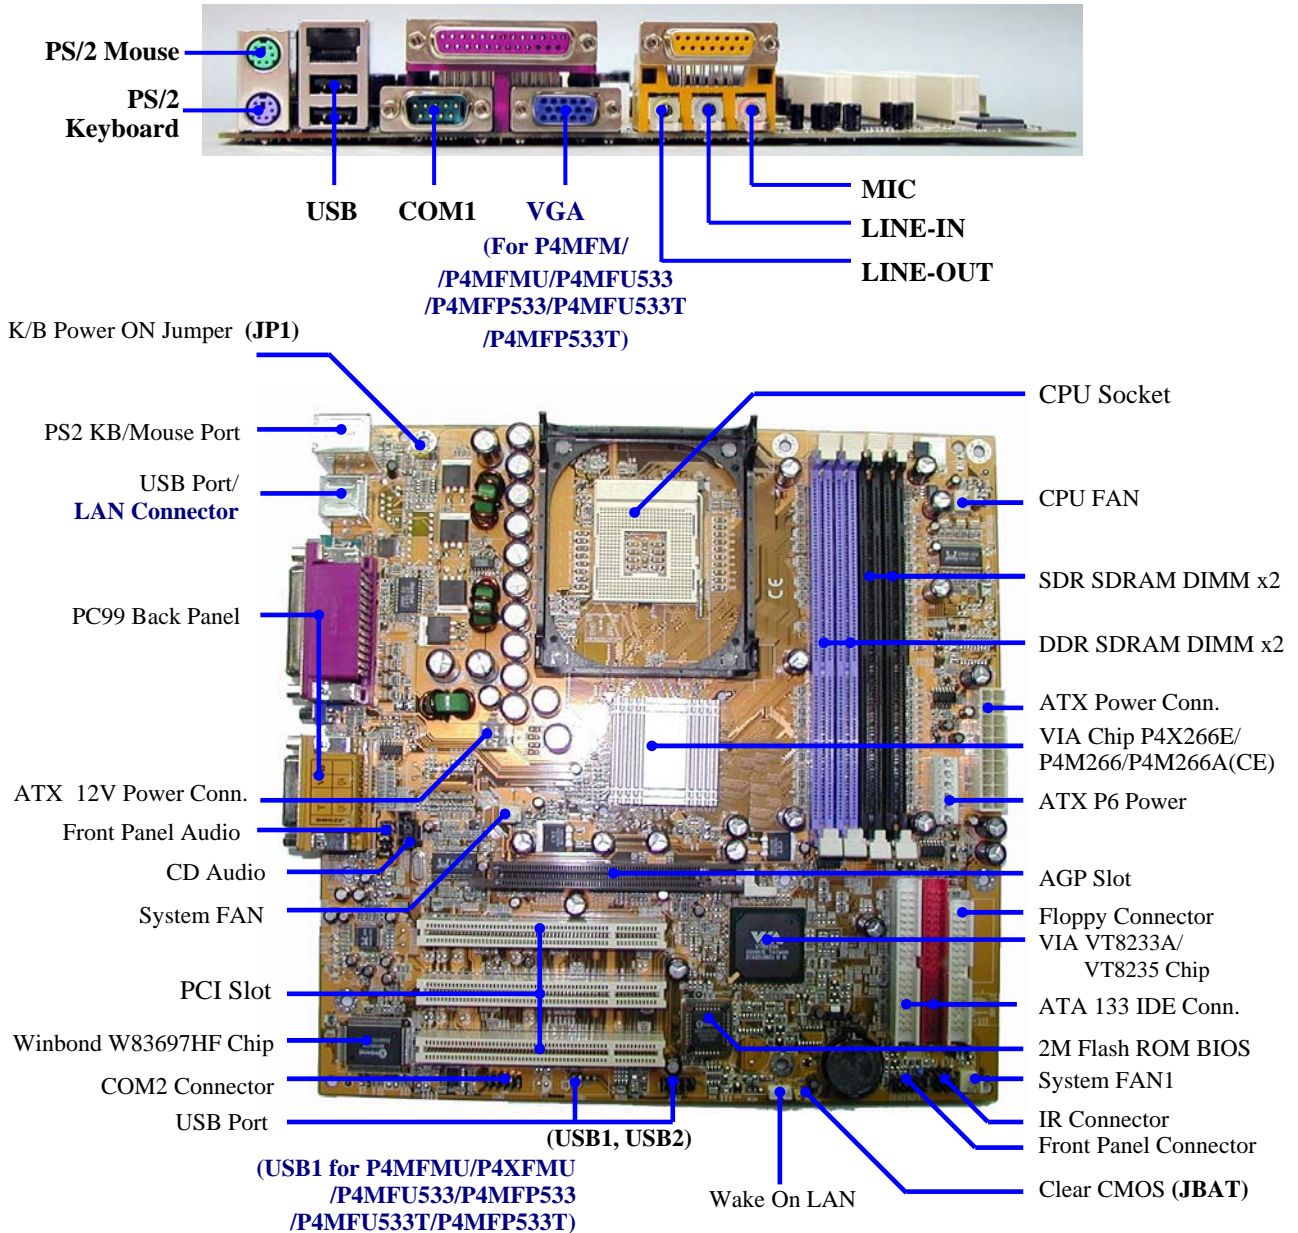 PS/2 Mouse
PS/2
Keyboard
USB
COM1
VGA
(For P4MFM/
/P4MFMU/P4MFU533
/P4MFP533/P4MFU533T
/P4MFP533T)
MIC
LINE-IN
LINE-OUT
K/B Power ON Jumper (JP1)
PS2 KB/Mouse Port
USB Port/
LAN Connector
PC99 Back Panel
ATX 12V Power Conn.
Front Panel Audio
CD Audio
System FAN
PCI Slot
Winbond W83697HF Chip
COM2 Connector
USB Port
(USB1, USB2)
(USB1 for P4MFMU/P4XFMU
/P4MFU533/P4MFP533
/P4MFU533T/P4MFP533T)
CPU Socket
CPU FAN
SDR SDRAM DIMM x2
DDR SDRAM DIMM x2
ATX Power Conn.
VIA Chip P4X266E/
P4M266/P4M266A(CE)
ATX P6 Power
AGP Slot
Floppy Connector
VIA VT8233A/
VT8235 Chip
ATA 133 IDE Conn.
2M Flash ROM BIOS
System FAN1
IR Connector
Front Panel Connector
Clear CMOS (JBAT)
Wake On LAN
VIA
CE